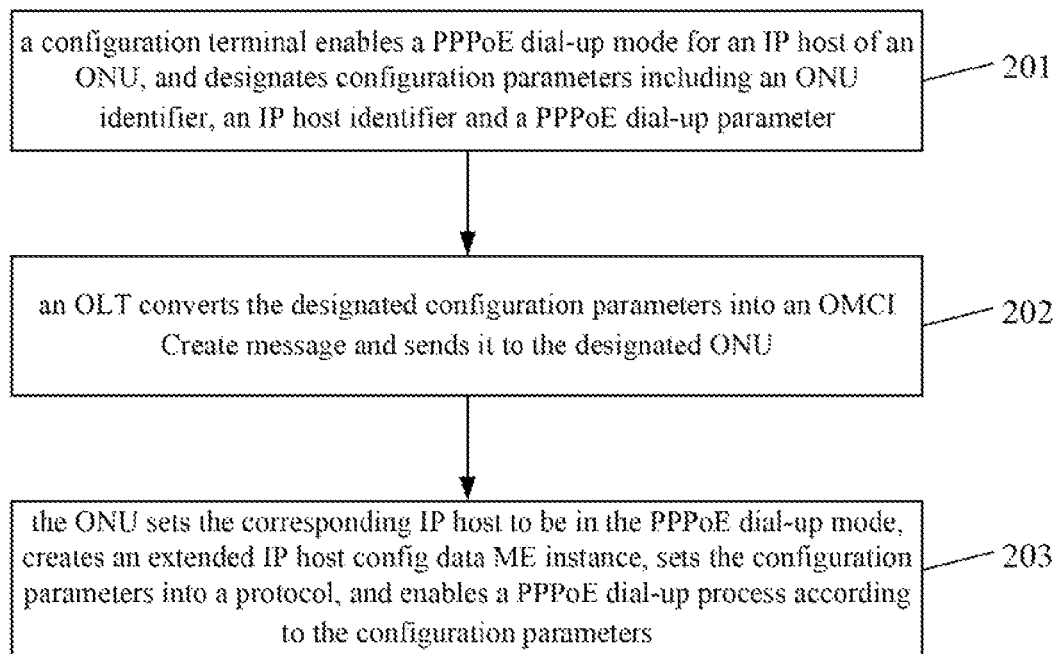 a configuration terminal enables a PPPoE dial-up mode for an IP host of an
ONU, and designates configuration parameters including an ONU
identifier, an IP host identifier and a PPPoE dial-up parameter
201
an OLT converts the designated configuration parameters into an OMCI
Create message and sends it to the designated ONU
202
the ONU sets the corresponding IP host to be in the PPPoE dial-up mode,
creates an extended IP host config data ME instance, sets the configuration
parameters into a protocol, and enables a PPPoE dial-up process according
to the configuration parameters
203